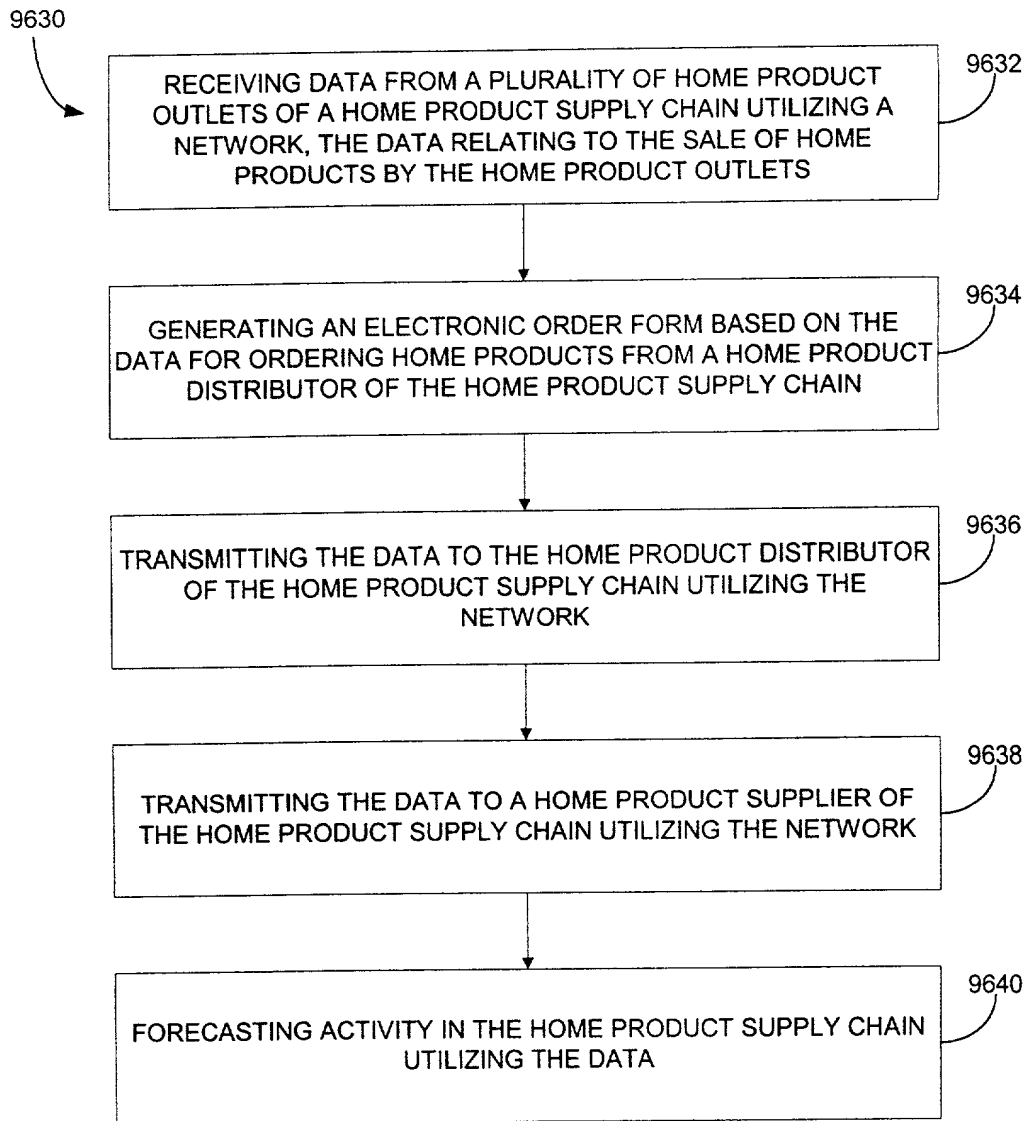 9630
RECEIVING DATA FROM A PLURALITY OF HOME PRODUCT
OUTLETS OF A HOME PRODUCT SUPPLY CHAIN UTILIZING A
NETWORK, THE DATA RELATING TO THE SALE OF HOME
PRODUCTS BY THE HOME PRODUCT OUTLETS
9632
GENERATING AN ELECTRONIC ORDER FORM BASED ON THE
DATA FOR ORDERING HOME PRODUCTS FROM A HOME PRODUCT
DISTRIBUTOR OF THE HOME PRODUCT SUPPLY CHAIN
9634
TRANSMITTING THE DATA TO THE HOME PRODUCT DISTRIBUTOR
OF THE HOME PRODUCT SUPPLY CHAIN UTILIZING THE
NETWORK
9636
TRANSMITTING THE DATA TO A HOME PRODUCT SUPPLIER OF
THE HOME PRODUCT SUPPLY CHAIN UTILIZING THE NETWORK
9638
FORECASTING ACTIVITY IN THE HOME PRODUCT SUPPLY CHAIN
UTILIZING THE DATA
9640